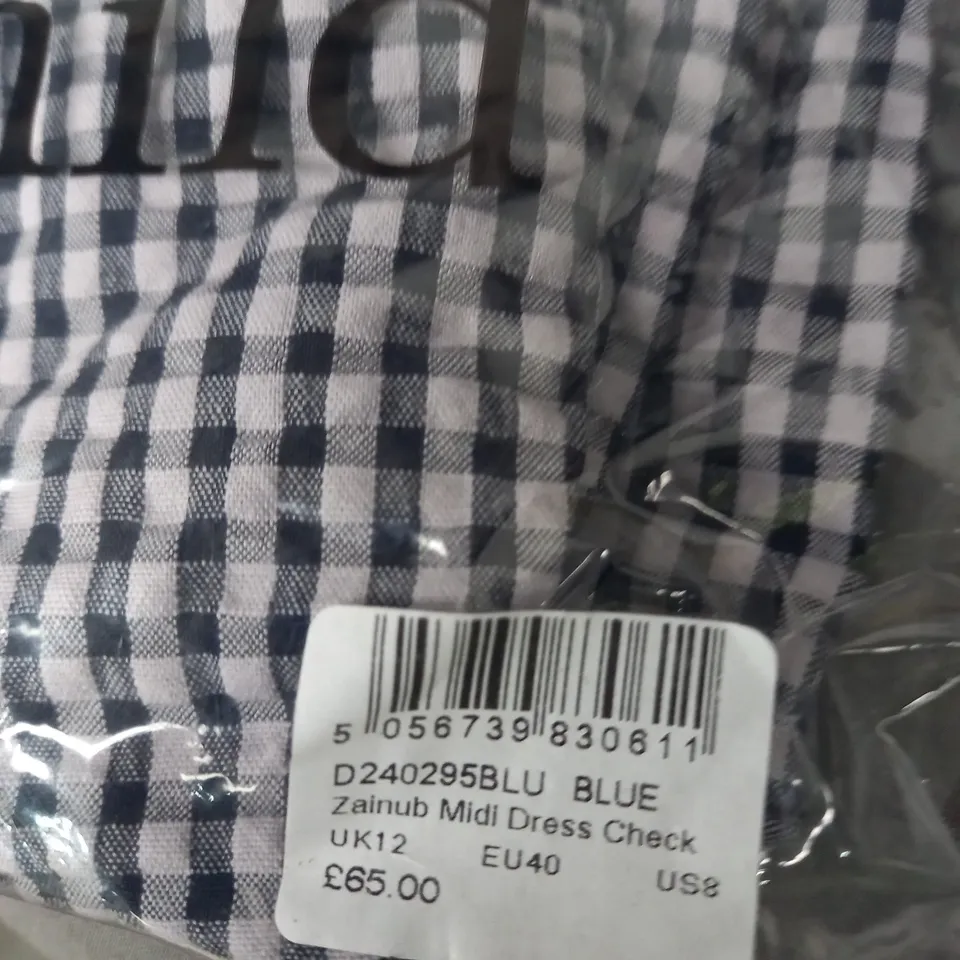 5 056739 830611
D240295BLU BLUE
Zainub Midi Dress Check
UK12 EU40 US8
£65.00